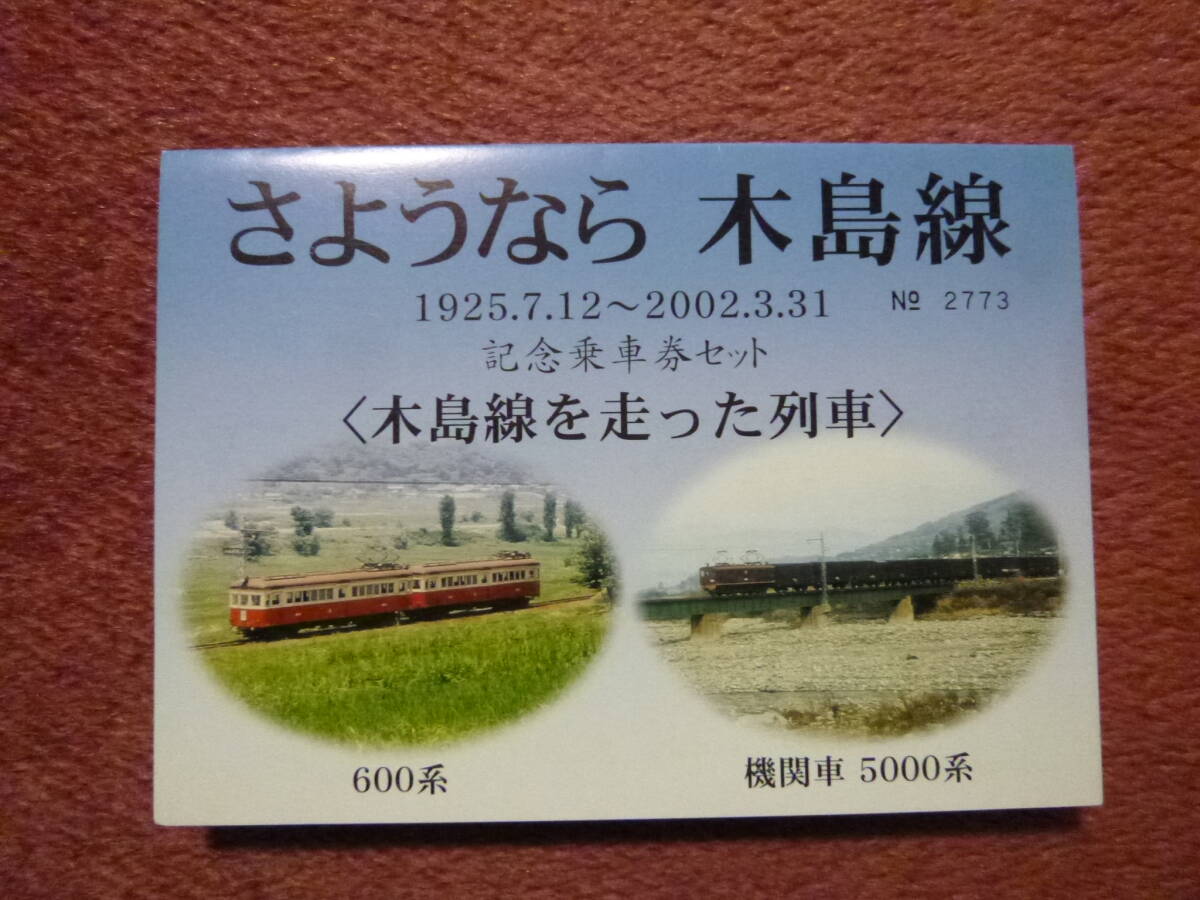 さようなら 木島線
1925.7.12～2002.3.31 № 2773
記念乗車券セット
〈木島線を走った列車〉
600系
機関車 5000系